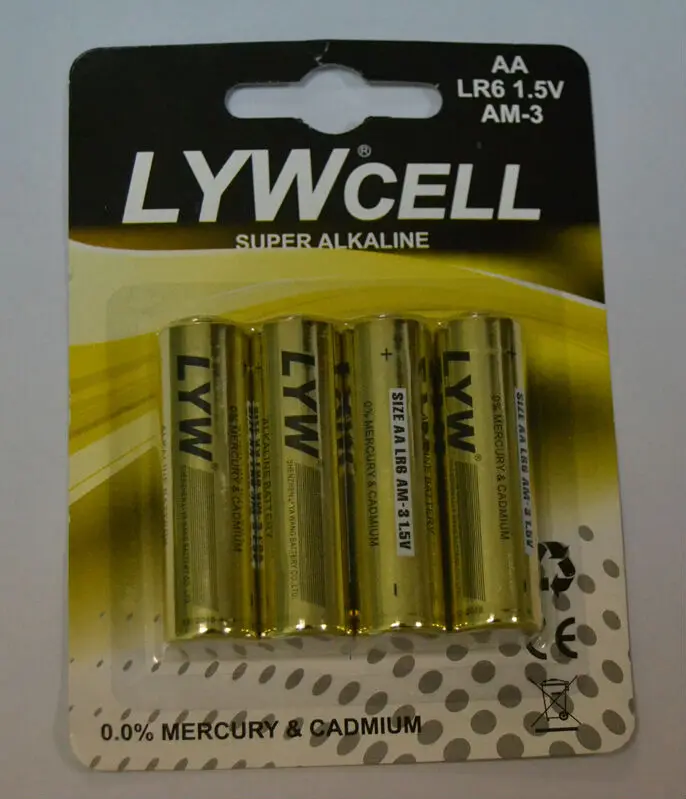 AA
LR6 1.5V
AM-3
LYWCELL®
SUPER ALKALINE
LYW
0% MERCURY & CADMIUM
LYW
ALKALINE BATTERY
+
SIZE AA LR6 AM-3 1.5V
0% MERCURY & CADMIUM
-
LYW®
0% MERCURY & CADMIUM
SIZE AA LR6 AM-3 1.5V
CE
0.0% MERCURY & CADMIUM